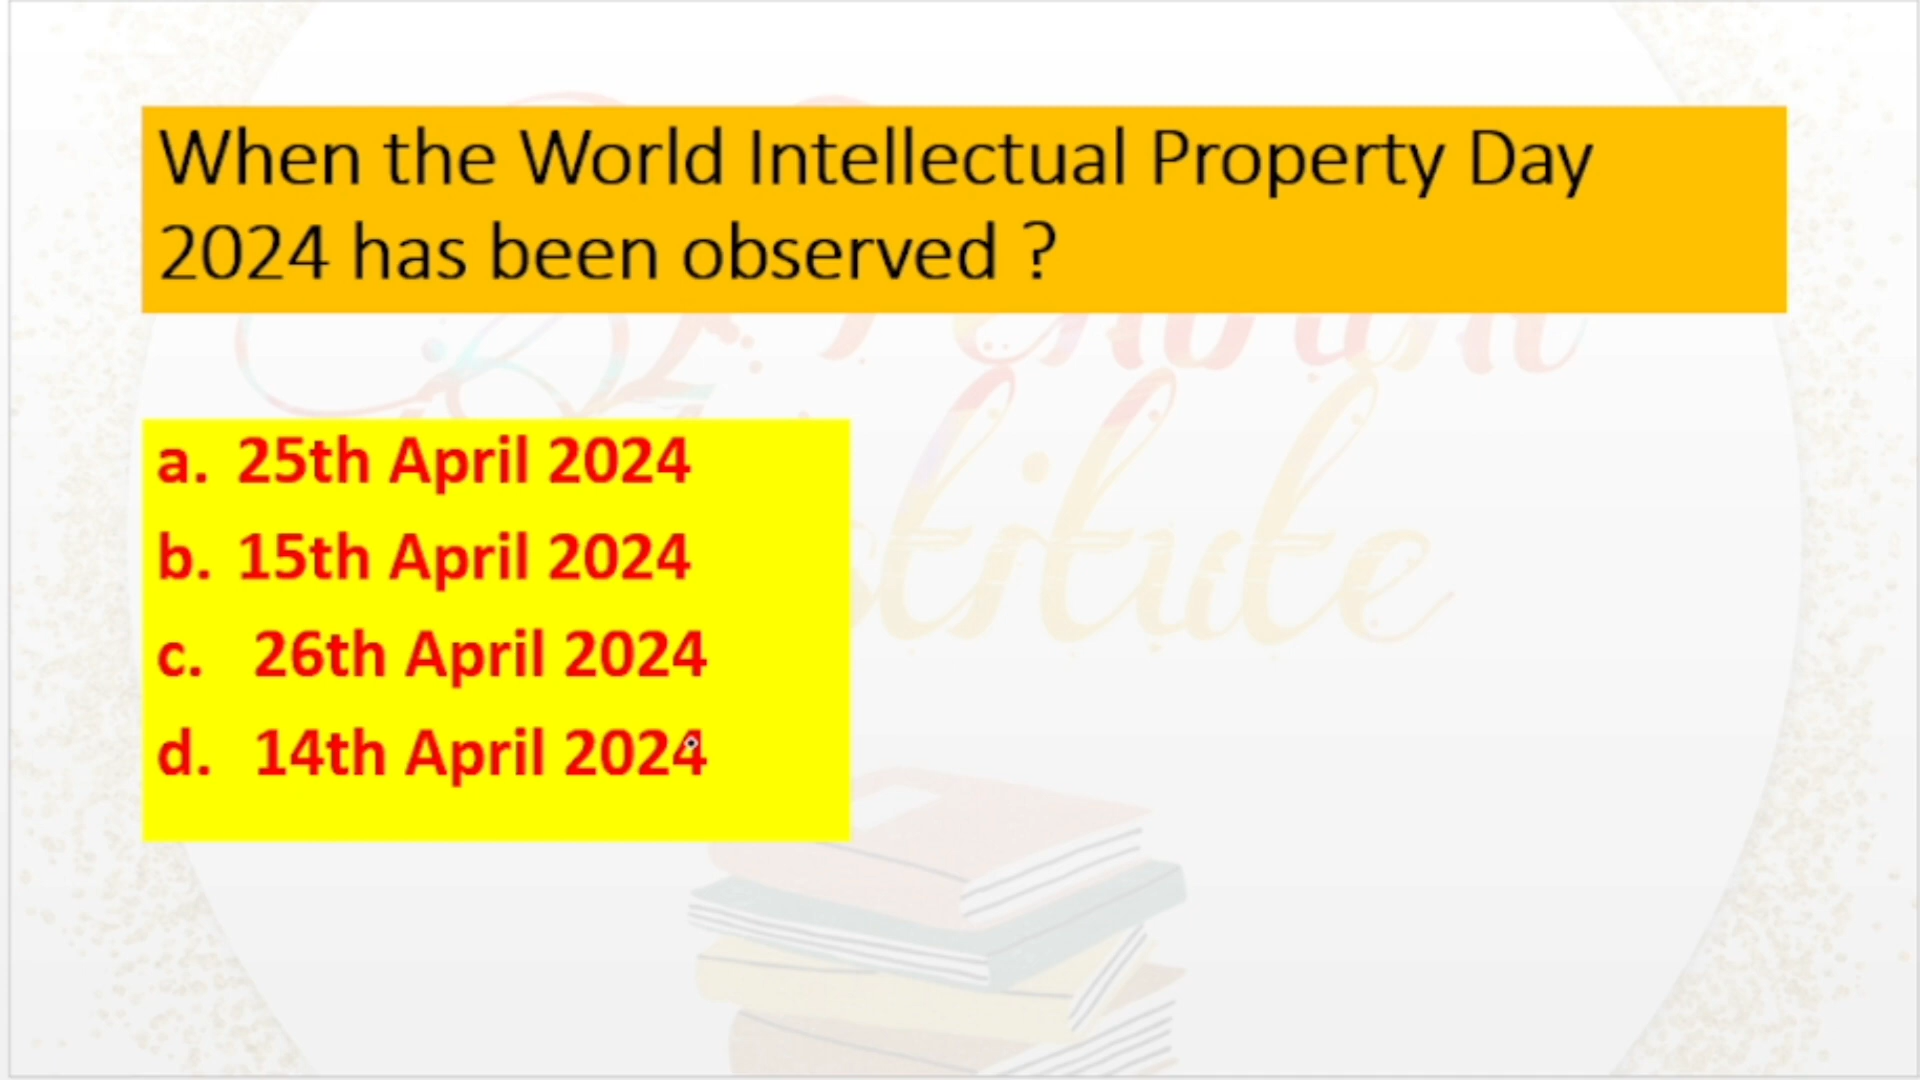 When the World Intellectual Property Day
2024 has been observed ?
a. 25th April 2024
b. 15th April 2024
c. 26th April 2024
d. 14th April 2024